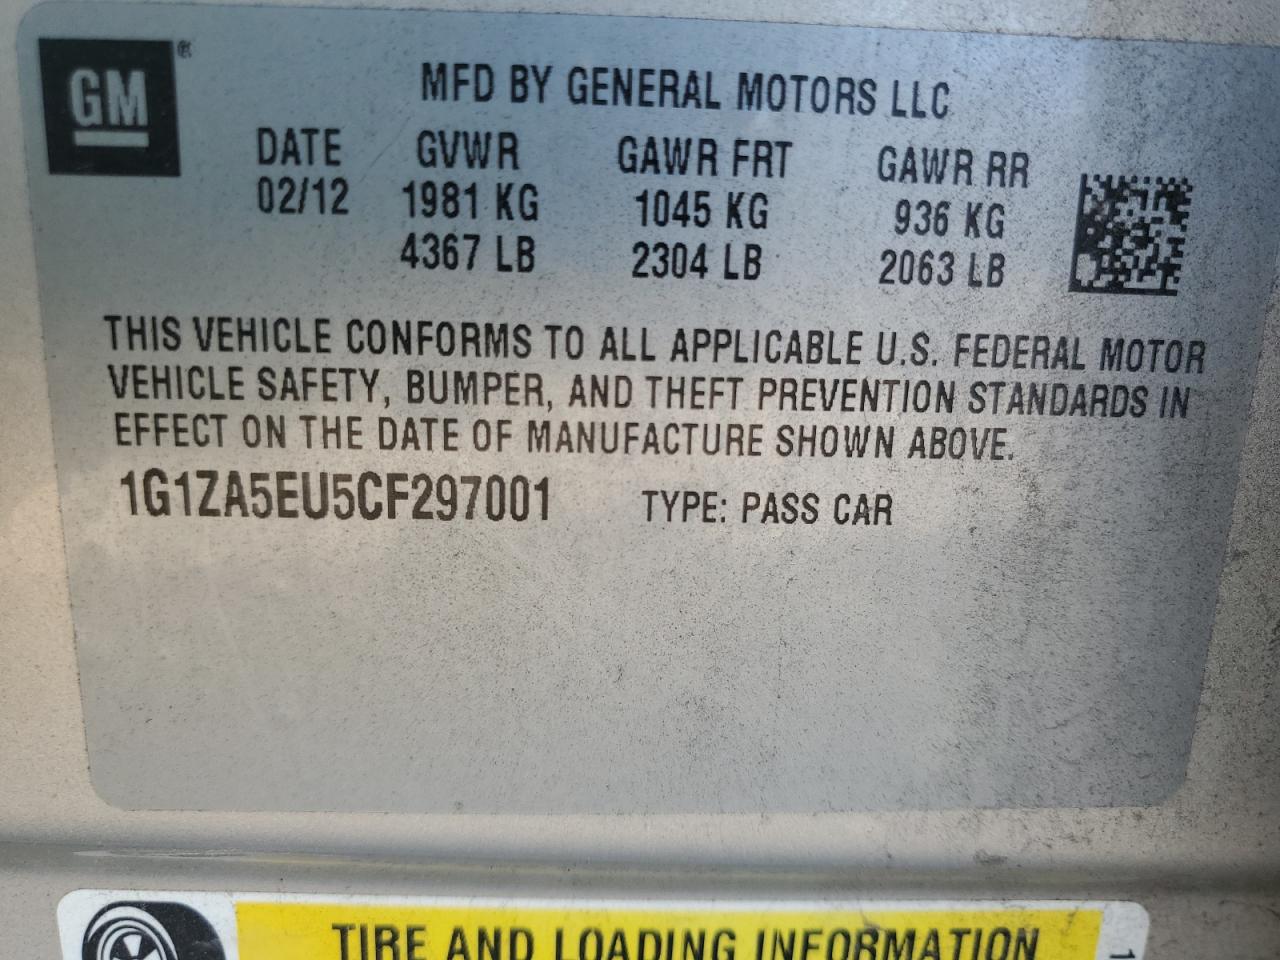 GM ®
MFD BY GENERAL MOTORS LLC
DATE GVWR GAWR FRT GAWR RR
02/12 1981 KG 1045 KG 936 KG
4367 LB 2304 LB 2063 LB
THIS VEHICLE CONFORMS TO ALL APPLICABLE U.S. FEDERAL MOTOR
VEHICLE SAFETY, BUMPER, AND THEFT PREVENTION STANDARDS IN
EFFECT ON THE DATE OF MANUFACTURE SHOWN ABOVE.
1G1ZA5EU5CF297001 TYPE: PASS CAR
TIRE AND LOADING INFORMATION